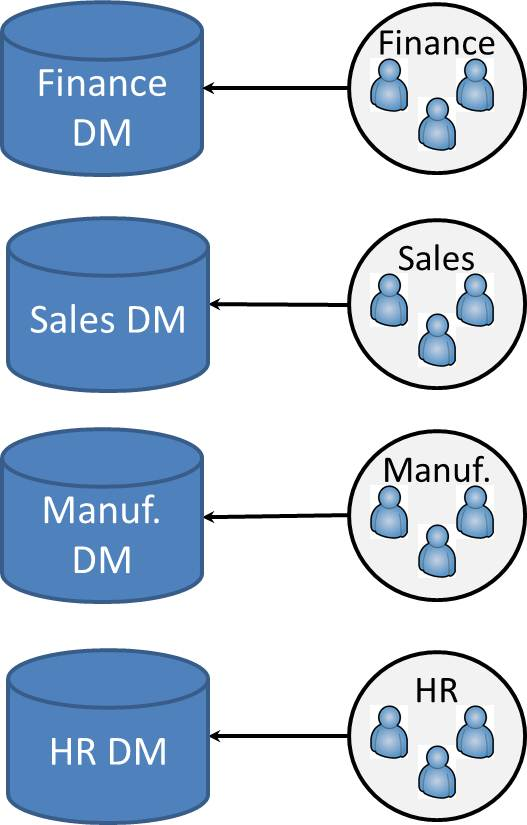 Finance
DM
Finance
Sales DM
Sales
Manuf.
DM
Manuf.
HR DM
HR